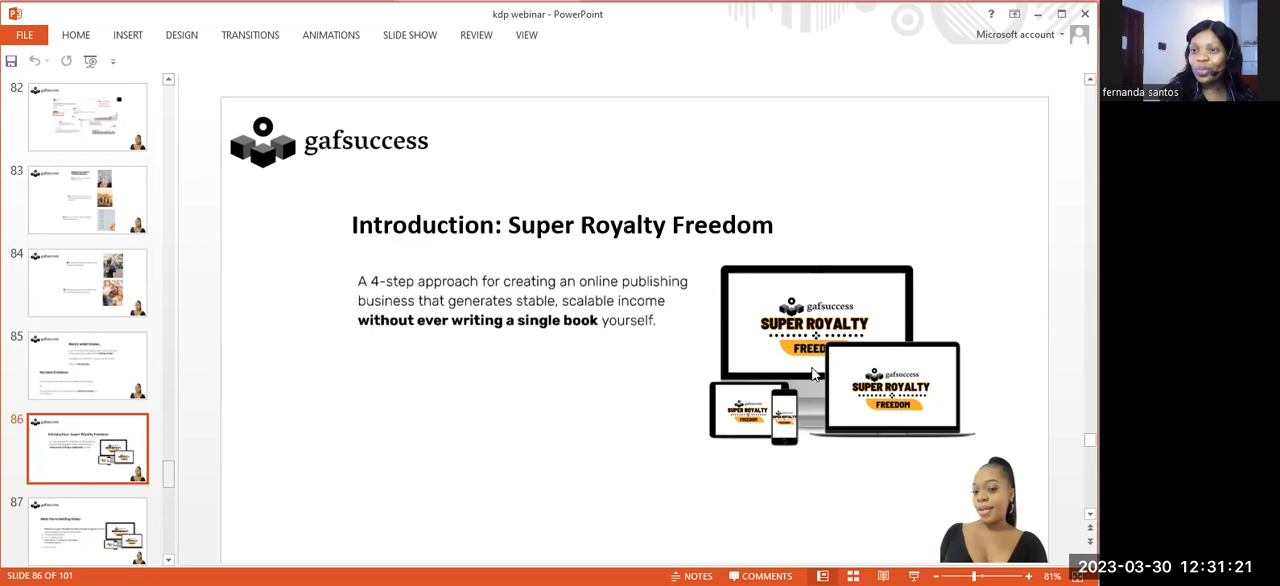 kdp webinar - PowerPoint
?
FILE HOME INSERT DESIGN TRANSITIONS ANIMATIONS SLIDE SHOW REVIEW VIEW
Microsoft account
fernanda santos
82
83
84
85
86
87
gafsuccess
Introduction: Super Royalty Freedom
A 4-step approach for creating an online publishing
business that generates stable, scalable income
without ever writing a single book yourself.
gafsuccess
SUPER ROYALTY
FREED
gafsuccess
SUPER ROYALTY
FREEDOM
gafsuccess
SUPER ROYALTY
FREEDOM
SUPER ROYALTY
SLIDE 86 OF 101
NOTES COMMENTS 81%
2023-03-30 12:31:21